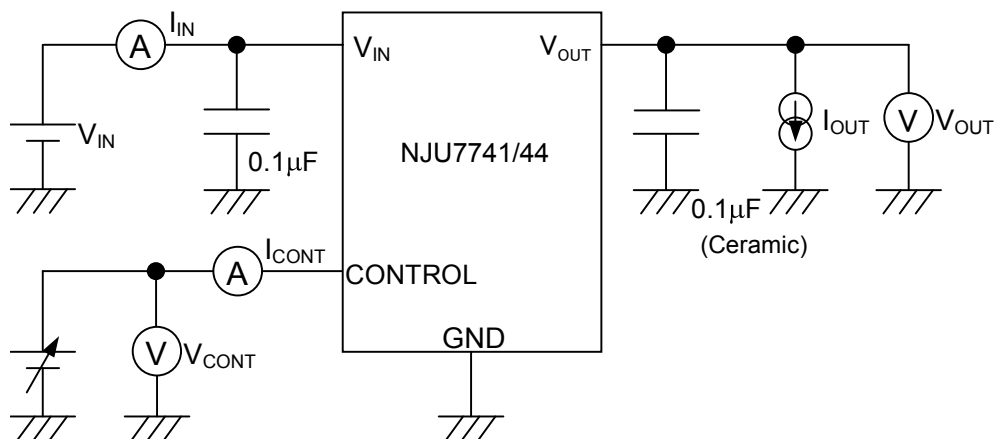 I_IN
A
V_IN
V_OUT
V_IN
0.1μF
NJU7741/44
I_OUT
V
V_OUT
0.1μF
(Ceramic)
I_CONT
A
CONTROL
V
V_CONT
GND